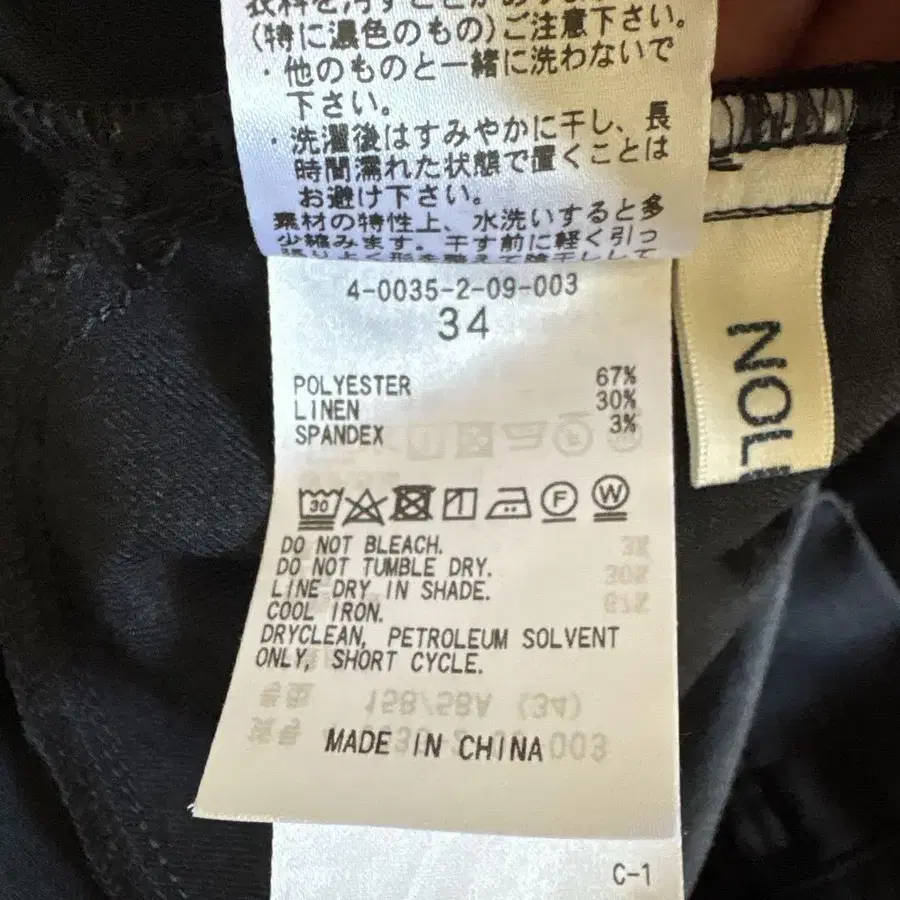 (特に濃色のもの)ご注意下さい。
・他のものと一緒に洗わないで
下さい。
・洗濯後はすみやかに干し、長
時間濡れた状態で置くことは
お避け下さい。
素材の特性上、水洗いすると多
少縮みます。干す前に軽く引っ
4-0035-2-09-003
34
POLYESTER 67%
LINEN 30%
SPANDEX 3%
30 F W
DO NOT BLEACH.
DO NOT TUMBLE DRY.
LINE DRY IN SHADE.
COOL IRON.
DRYCLEAN, PETROLEUM SOLVENT
ONLY, SHORT CYCLE.
158/58A (34)
MADE IN CHINA
C-1
NOL